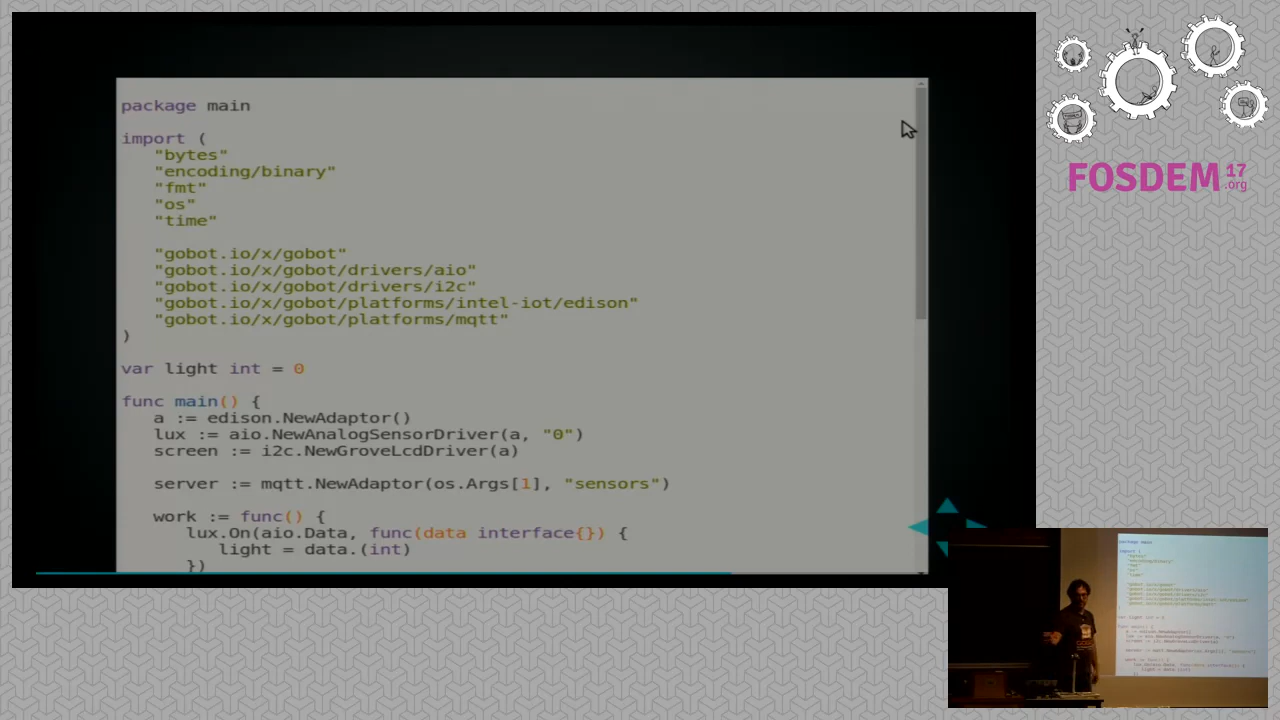 package main
import (
"bytes"
"encoding/binary"
"fmt"
"os"
"time"
"gobot.io/x/gobot"
"gobot.io/x/gobot/drivers/aio"
"gobot.io/x/gobot/drivers/i2c"
"gobot.io/x/gobot/platforms/intel-iot/edison"
"gobot.io/x/gobot/platforms/mqtt"
)
var light int = 0
func main() {
a := edison.NewAdaptor()
lux := aio.NewAnalogSensorDriver(a, "0")
screen := i2c.NewGroveLcdDriver(a)
server := mqtt.NewAdaptor(os.Args[1], "sensors")
work := func() {
lux.On(aio.Data, func(data interface{}) {
light = data.(int)
})
FOSDEM 17
.org